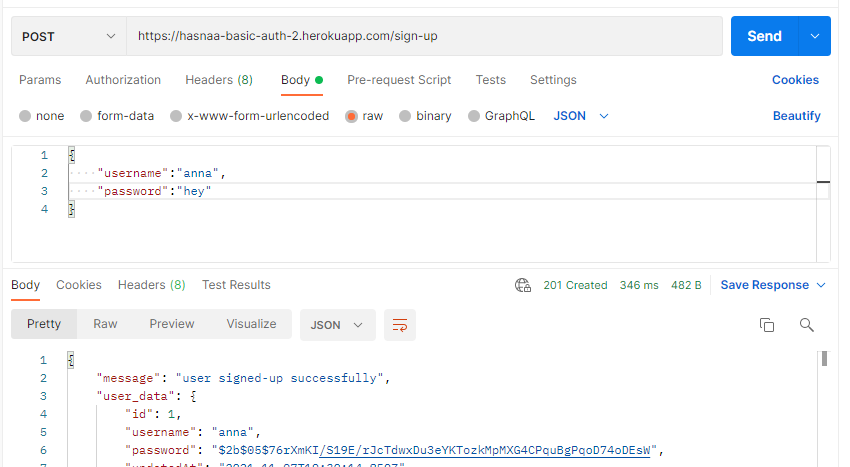 POST https://hasnaa-basic-auth-2.herokuapp.com/sign-up Send
Params Authorization Headers (8) Body Pre-request Script Tests Settings Cookies
none form-data x-www-form-urlencoded raw binary GraphQL JSON Beautify
1 {
2 "username":"anna",
3 "password":"hey"
4 }
Body Cookies Headers (8) Test Results 201 Created 346 ms 482 B Save Response
Pretty Raw Preview Visualize JSON
1 {
2 "message": "user signed-up successfully",
3 "user_data": {
4 "id": 1,
5 "username": "anna",
6 "password": "$2b$05$76rXmKI/S19E/rJcTdwxDu3eYKTozkMpMXG4CPquBgPqoD74oDEsW",